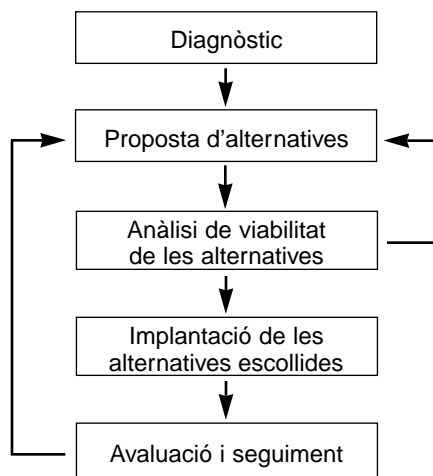 Diagnòstic
Proposta d’alternatives
Anàlisi de viabilitat
de les alternatives
Implantació de les
alternatives escollides
Avaluació i seguiment